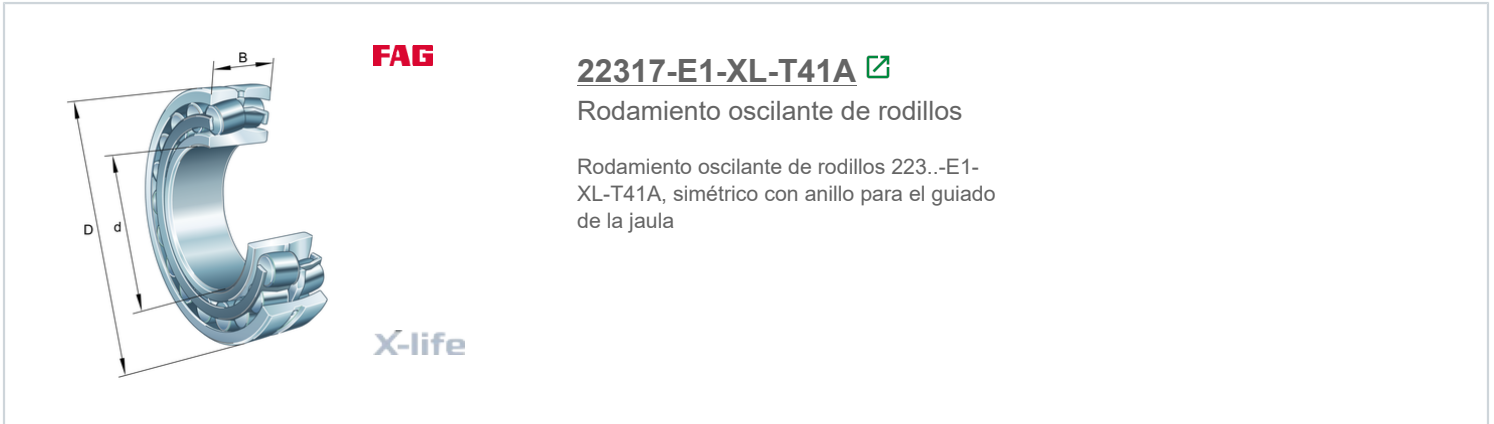 B
D
d
FAG
X-life
22317-E1-XL-T41A
Rodamiento oscilante de rodillos
Rodamiento oscilante de rodillos 223..-E1-
XL-T41A, simétrico con anillo para el guiado
de la jaula